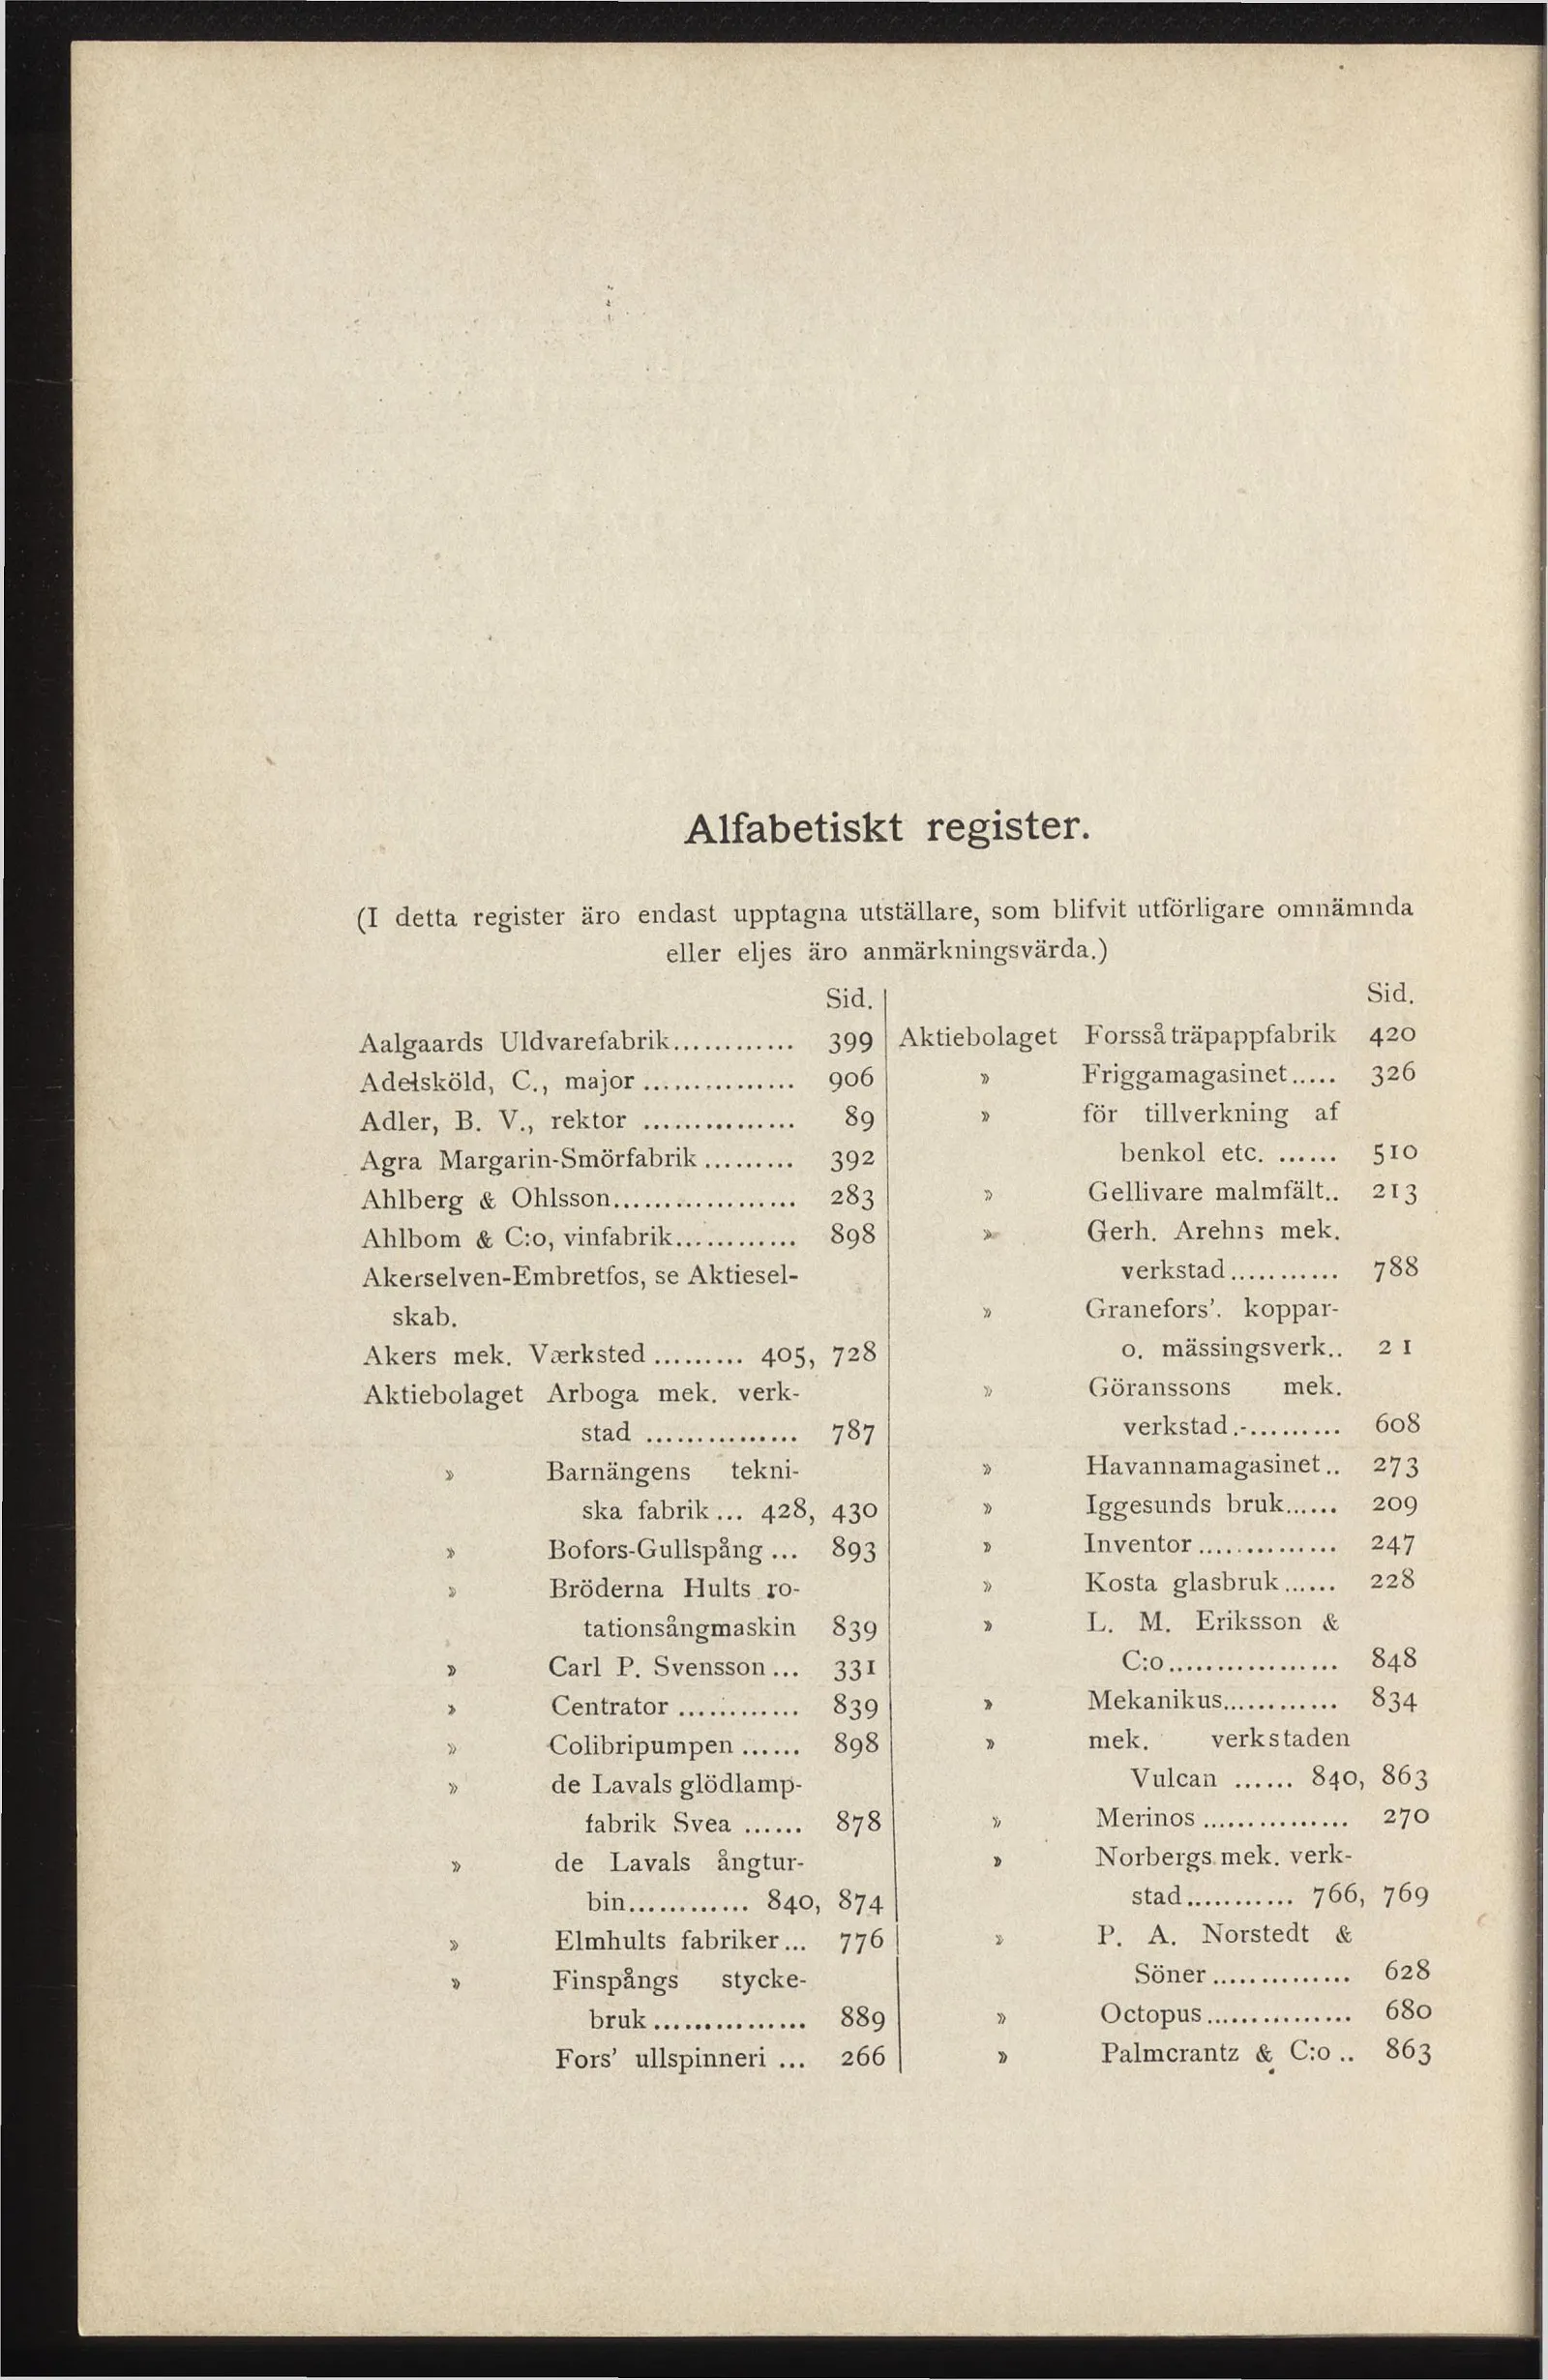 Alfabetiskt register.
(I detta register äro endast upptagna utställare, som blifvit utförligare omnämnda
eller eljes äro anmärkningsvärda.)
Sid.
Aalgaards Uldvarefabrik............. 399
Adelsköld, C., major ................ 906
Adler, B. V., rektor ................ 89
Agra Margarin-Smörfabrik .......... 392
Ahlberg & Ohlsson................... 283
Ahlbom & C:o, vinfabrik............. 898
Akerselven-Embretfos, se Aktiesel-
skab.
Akers mek. Værksted .......... 405, 728
Aktiebolaget Arboga mek. verk-
stad ................ 787
» Barnängens tekni-
ska fabrik ... 428, 430
» Bofors-Gullspång ... 893
» Bröderna Hults ro-
tationsångmaskin 839
» Carl P. Svensson ... 331
» Centrator ............. 839
» Colibripumpen ...... 898
» de Lavals glödlamp-
fabrik Svea ...... 878
» de Lavals ångtur-
bin............. 840, 874
» Elmhults fabriker ... 776
» Finspångs stycke-
bruk ................ 889
Fors' ullspinneri ... 266
Sid.
Aktiebolaget Forsså träpappfabrik 420
» Friggamagasinet ..... 326
» för tillverkning af
benkol etc. ...... 510
» Gellivare malmfält.. 213
» Gerh. Arehns mek.
verkstad ............ 788
» Granefors'. koppar-
o. mässingsverk.. 2 1
» Göranssons mek.
verkstad .-.......... 608
» Havannamagasinet .. 273
» Iggesunds bruk...... 209
» Inventor ............... 247
» Kosta glasbruk ...... 228
» L. M. Eriksson &
C:o .................. 848
» Mekanikus............ 834
» mek. verkstaden
Vulcan ...... 840, 863
» Merinos ................ 270
» Norbergs mek. verk-
stad ............ 766, 769
» P. A. Norstedt &
Söner ............... 628
» Octopus ................ 680
» Palmcrantz & C:o .. 863